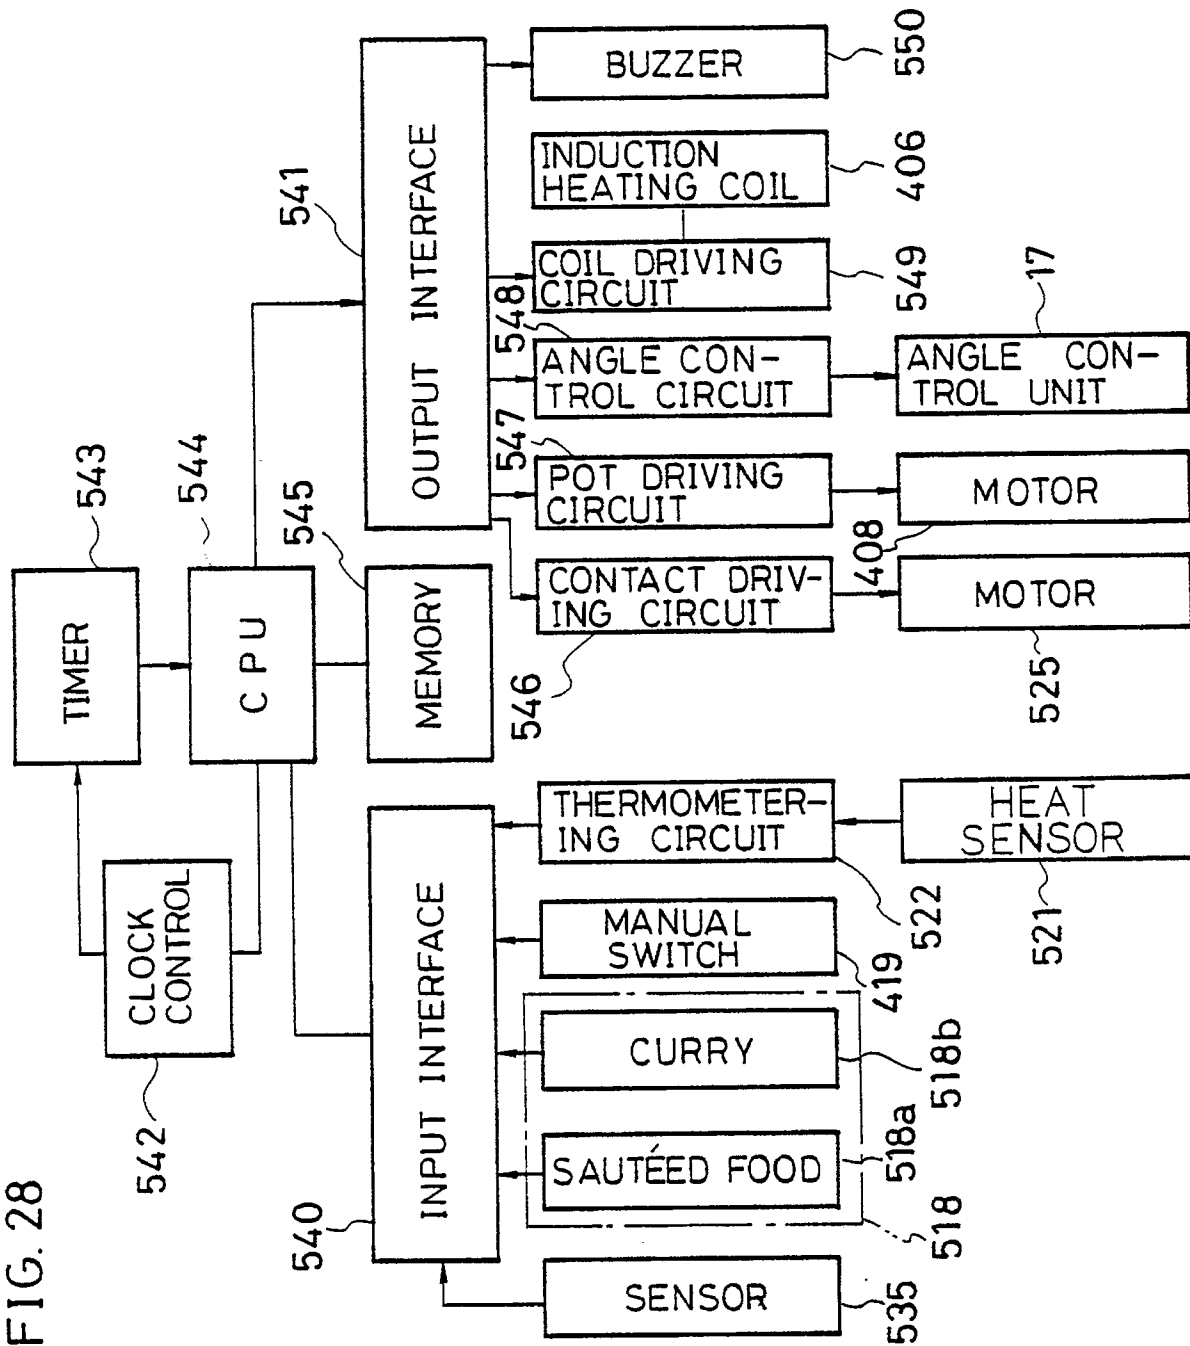 FIG. 28
542
CLOCK
CONTROL
TIMER
543
CPU
544
MEMORY
545
540
INPUT INTERFACE
541
OUTPUT INTERFACE
SENSOR
535
SAUTÉED FOOD
518a
CURRY
518b
518
MANUAL
SWITCH
419
THERMOMETER-
ING CIRCUIT
522
HEAT
SENSOR
521
CONTACT DRIV-
ING CIRCUIT
546
MOTOR
525
547
POT DRIVING
CIRCUIT
MOTOR
408
548
ANGLE CON-
TROL CIRCUIT
ANGLE CON-
TROL UNIT
17
COIL DRIVING
CIRCUIT
549
INDUCTION
HEATING COIL
406
BUZZER
550